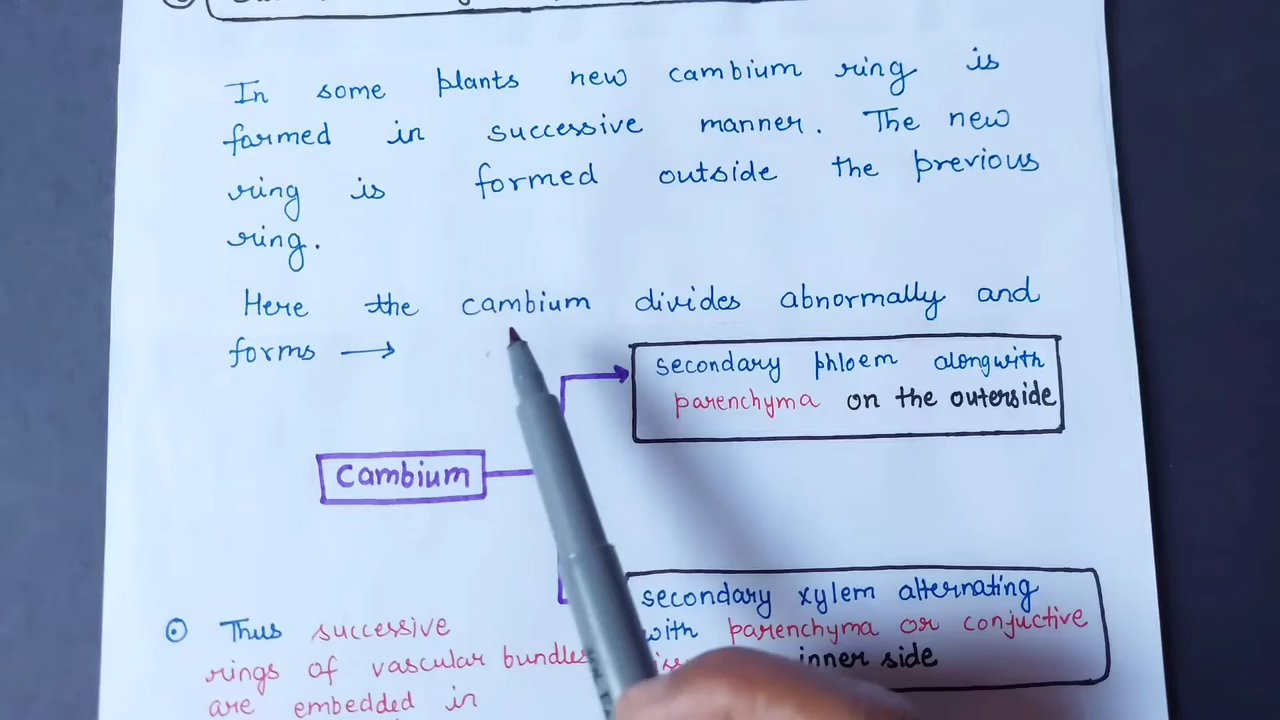 In some plants new cambium ring is
formed in successive manner. The new
ring is formed outside the previous
ring.
Here the cambium divides abnormally and
forms →
secondary phloem alongwith
parenchyma on the outerside
Cambium
secondary xylem alternating
with parenchyma or conjuctive
inner side
Thus successive
rings of vascular bundles
are embedded in